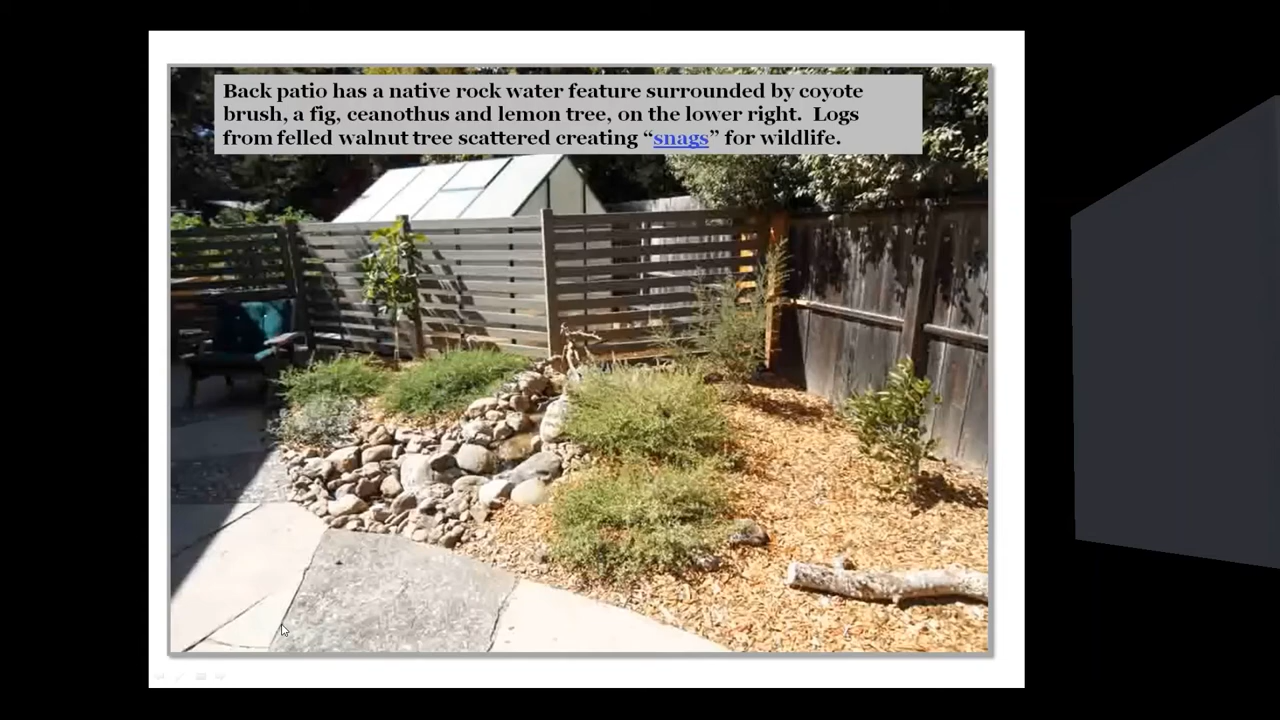 Back patio has a native rock water feature surrounded by coyote
brush, a fig, ceanothus and lemon tree, on the lower right.  Logs
from felled walnut tree scattered creating “snags” for wildlife.